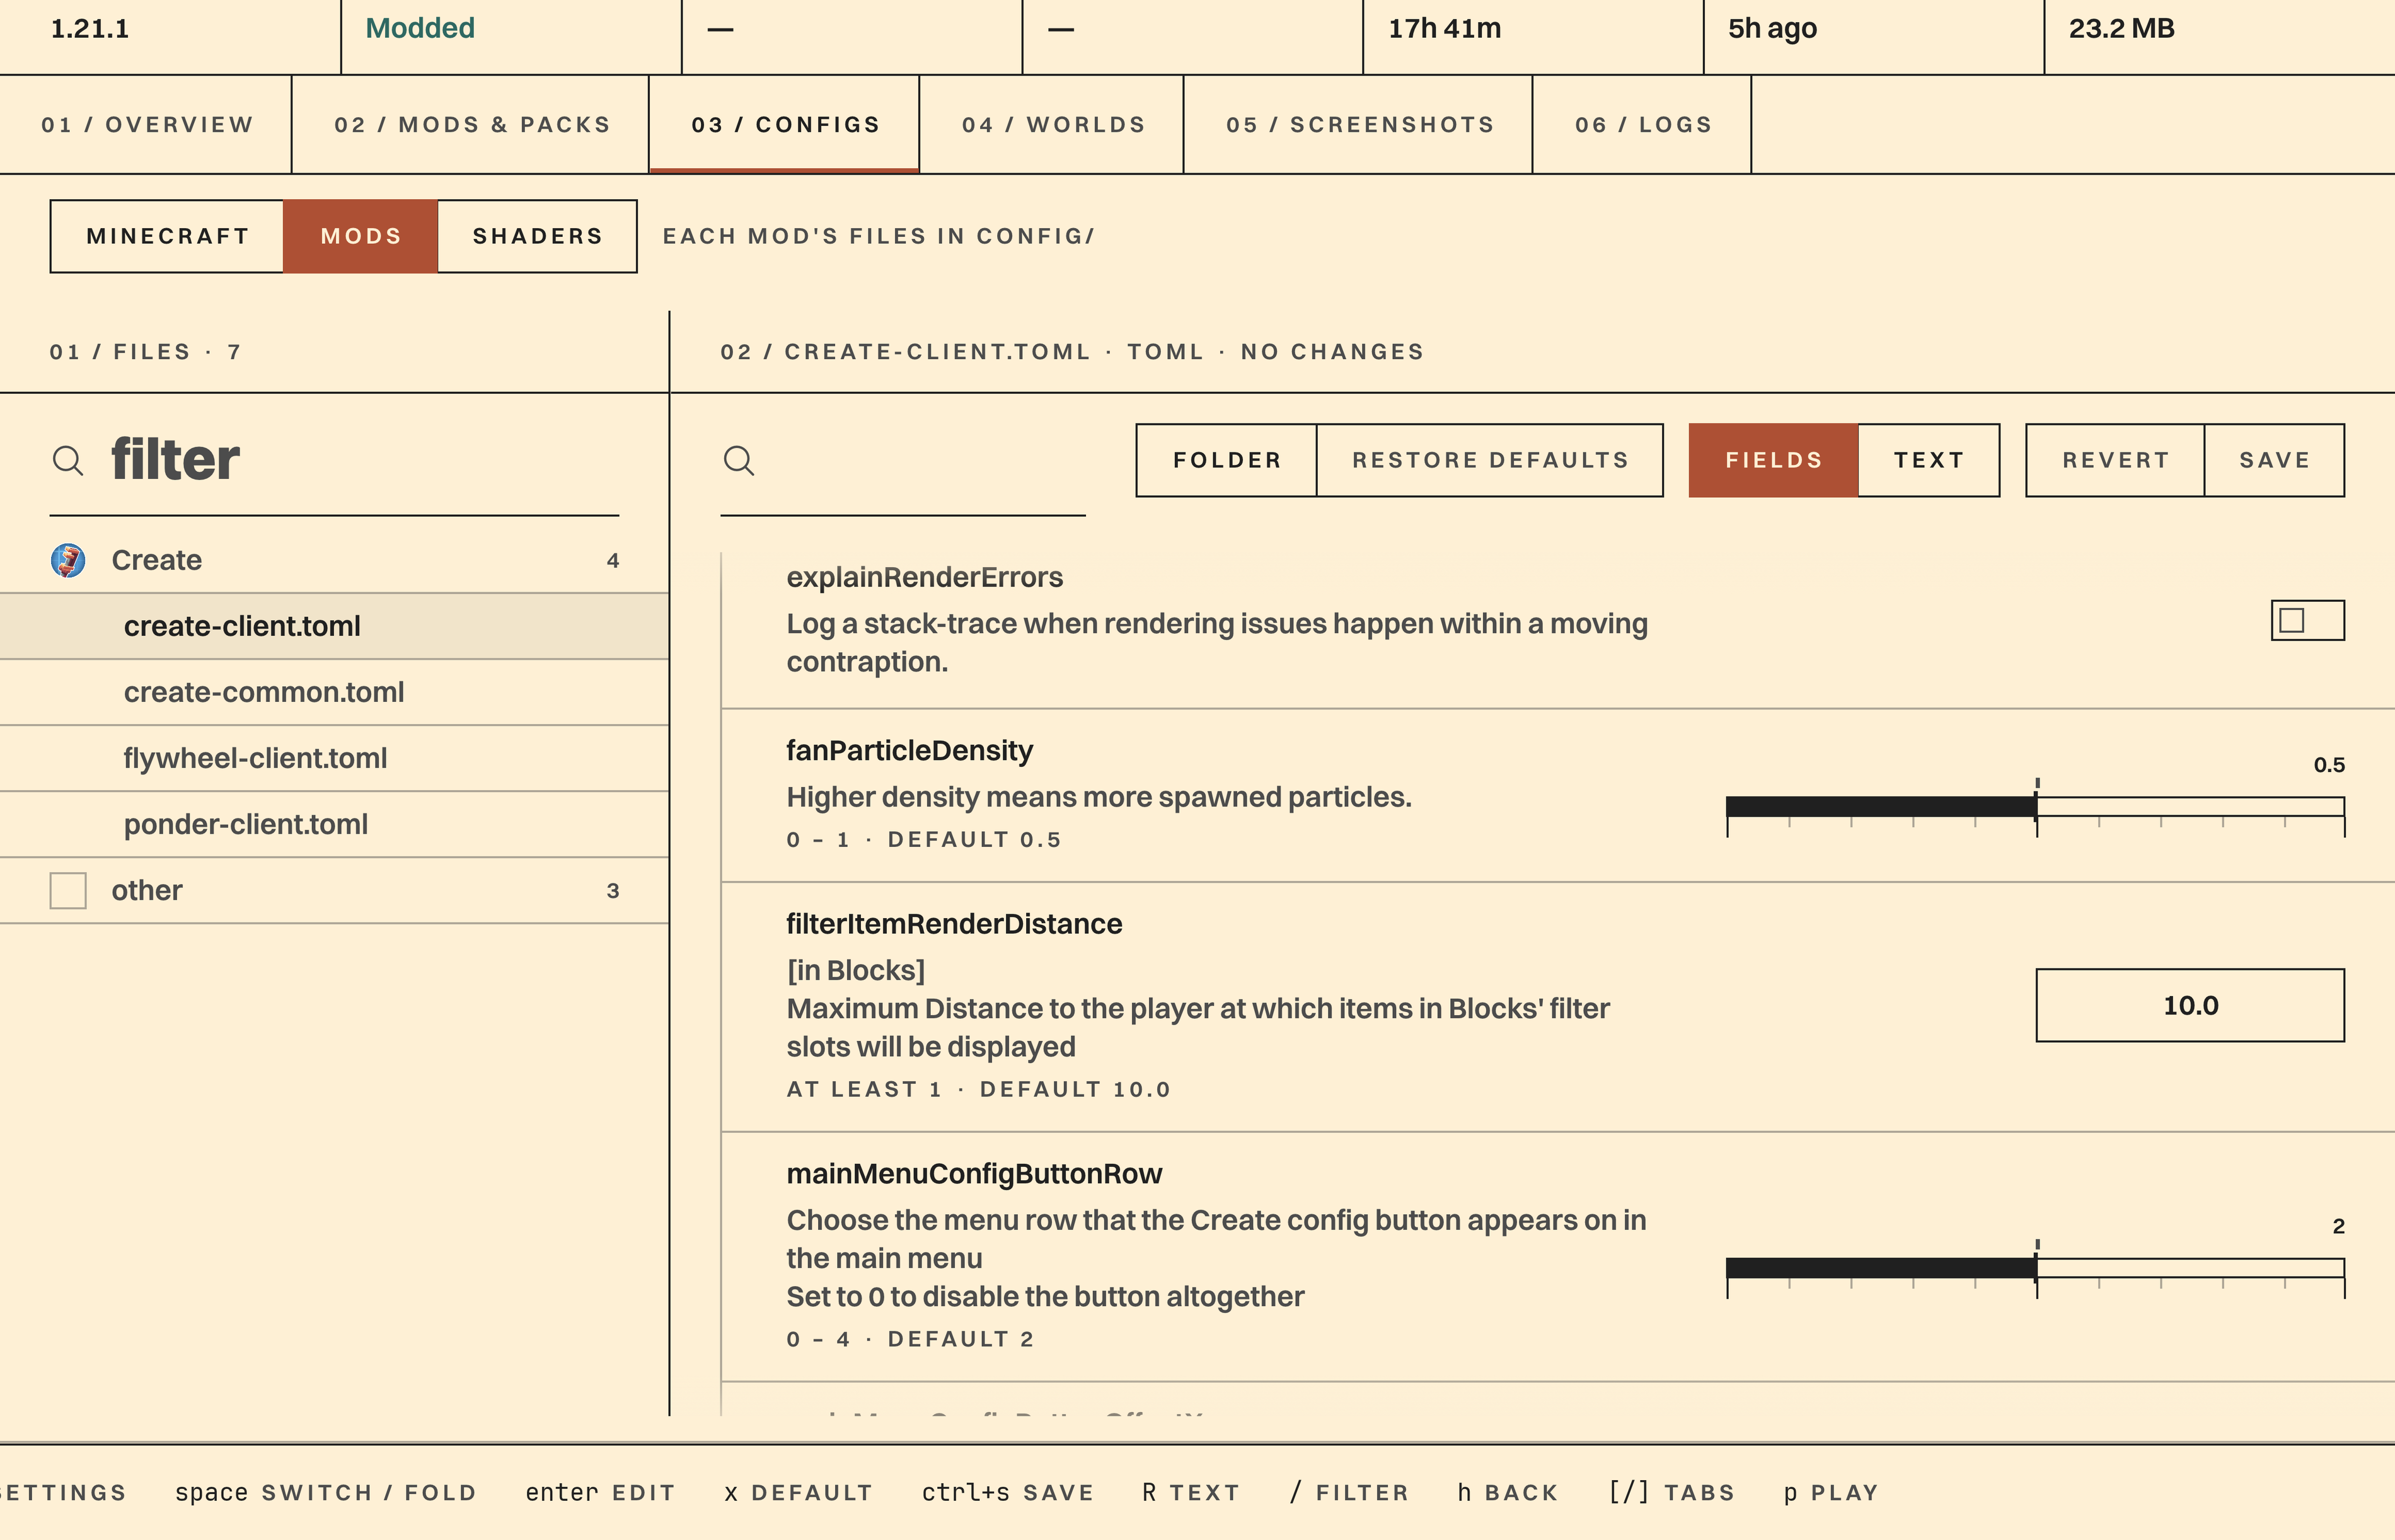 1.21.1
Modded
—
—
17h 41m
5h ago
23.2 MB
01 / OVERVIEW
02 / MODS & PACKS
03 / CONFIGS
04 / WORLDS
05 / SCREENSHOTS
06 / LOGS
MINECRAFT
MODS
SHADERS
EACH MOD'S FILES IN CONFIG/
01 / FILES · 7
02 / CREATE-CLIENT.TOML · TOML · NO CHANGES
filter
FOLDER
RESTORE DEFAULTS
FIELDS
TEXT
REVERT
SAVE
Create
4
create-client.toml
create-common.toml
flywheel-client.toml
ponder-client.toml
other
3
explainRenderErrors
Log a stack-trace when rendering issues happen within a moving
contraption.
fanParticleDensity
Higher density means more spawned particles.
0 – 1 · DEFAULT 0.5
0.5
filterItemRenderDistance
[in Blocks]
Maximum Distance to the player at which items in Blocks' filter
slots will be displayed
AT LEAST 1 · DEFAULT 10.0
10.0
mainMenuConfigButtonRow
Choose the menu row that the Create config button appears on in
the main menu
Set to 0 to disable the button altogether
0 – 4 · DEFAULT 2
2
ETTINGS
space SWITCH / FOLD
enter EDIT
x DEFAULT
ctrl+s SAVE
R TEXT
/ FILTER
h BACK
[/] TABS
p PLAY